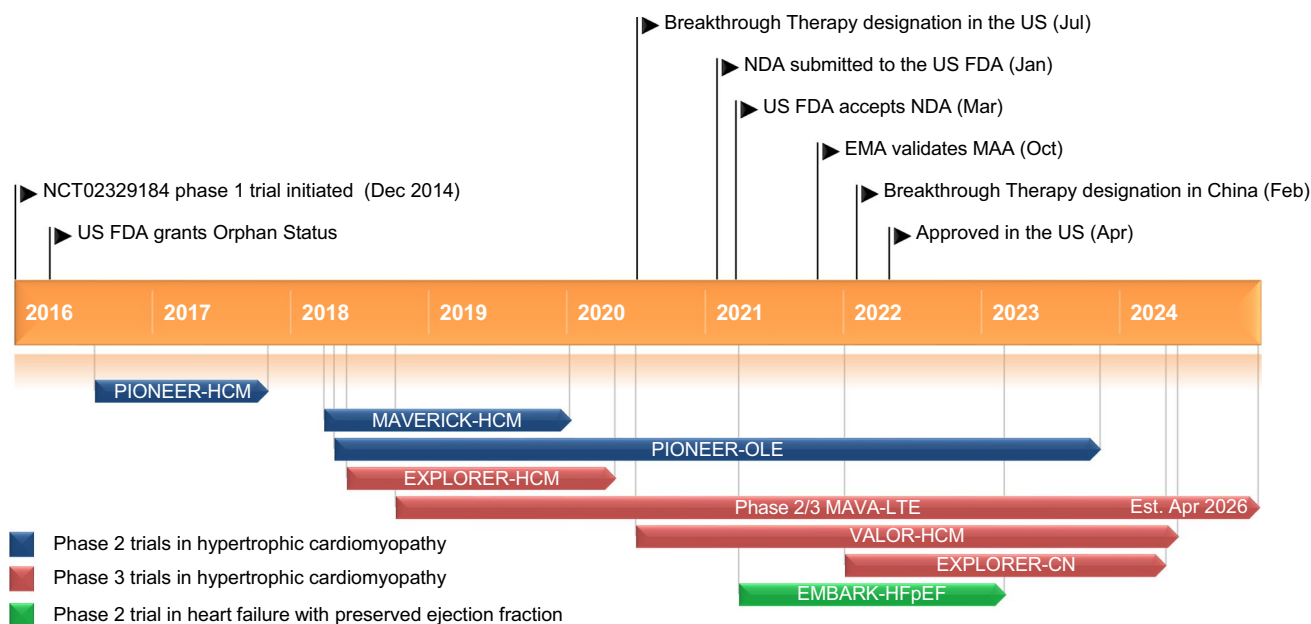 Breakthrough Therapy designation in the US (Jul)
NDA submitted to the US FDA (Jan)
US FDA accepts NDA (Mar)
EMA validates MAA (Oct)
NCT02329184 phase 1 trial initiated (Dec 2014)
Breakthrough Therapy designation in China (Feb)
US FDA grants Orphan Status
Approved in the US (Apr)
2016 2017 2018 2019 2020 2021 2022 2023 2024
PIONEER-HCM
MAVERICK-HCM
PIONEER-OLE
EXPLORER-HCM
Phase 2/3 MAVA-LTE Est. Apr 2026
VALOR-HCM
EXPLORER-CN
EMBARK-HFpEF
Phase 2 trials in hypertrophic cardiomyopathy
Phase 3 trials in hypertrophic cardiomyopathy
Phase 2 trial in heart failure with preserved ejection fraction